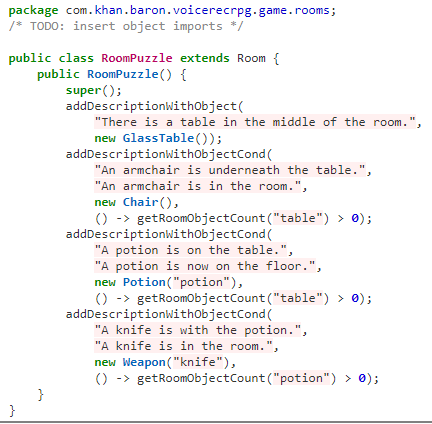 package com.khan.baron.voicerecrpg.game.rooms;
/* TODO: insert object imports */
public class RoomPuzzle extends Room {
    public RoomPuzzle() {
        super();
        addDescriptionWithObject(
                "There is a table in the middle of the room.",
                new GlassTable());
        addDescriptionWithObjectCond(
                "An armchair is underneath the table.",
                "An armchair is in the room.",
                new Chair(),
                () -> getRoomObjectCount("table") > 0);
        addDescriptionWithObjectCond(
                "A potion is on the table.",
                "A potion is now on the floor.",
                new Potion("potion"),
                () -> getRoomObjectCount("table") > 0);
        addDescriptionWithObjectCond(
                "A knife is with the potion.",
                "A knife is in the room.",
                new Weapon("knife"),
                () -> getRoomObjectCount("potion") > 0);
    }
}